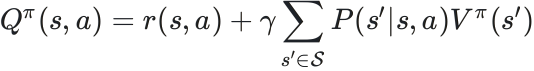 Q^π(s, a) = r(s, a) + γ ∑_{s′∈𝒮} P(s′|s, a)V^π(s′)